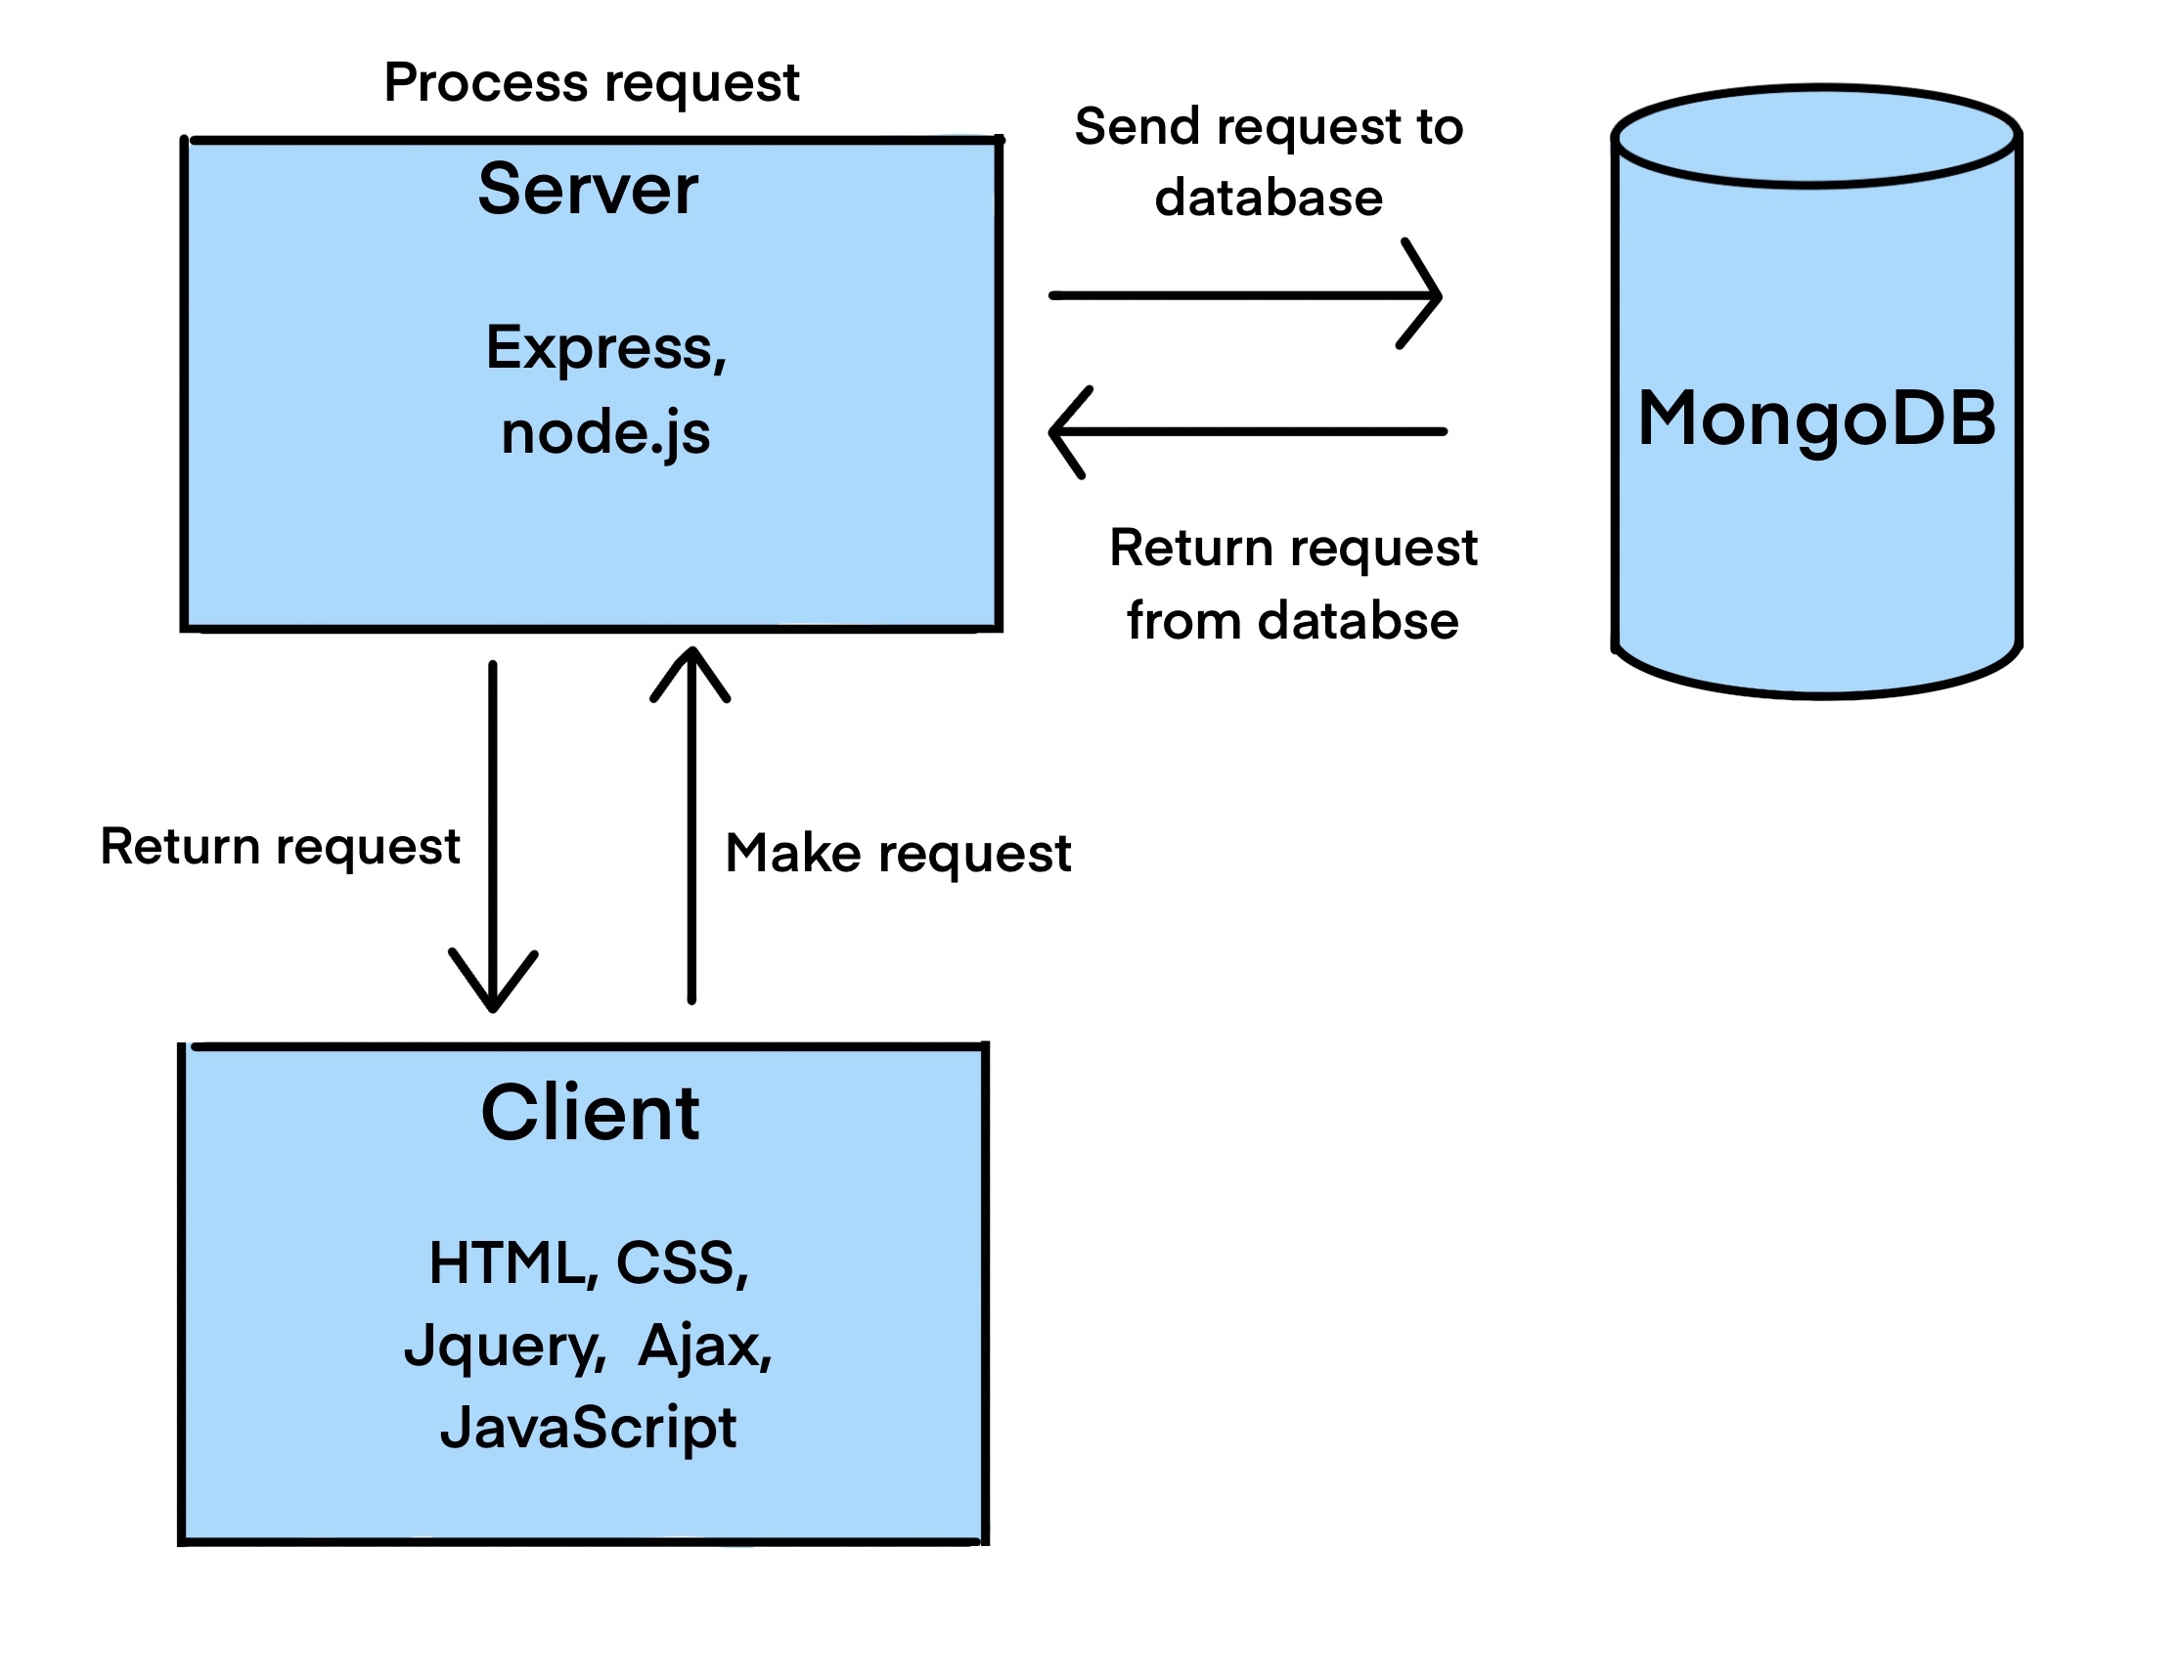 Process request
Server
Express,
node.js
Send request to
database
Return request
from databse
MongoDB
Return request
Make request
Client
HTML, CSS,
Jquery,  Ajax,
JavaScript